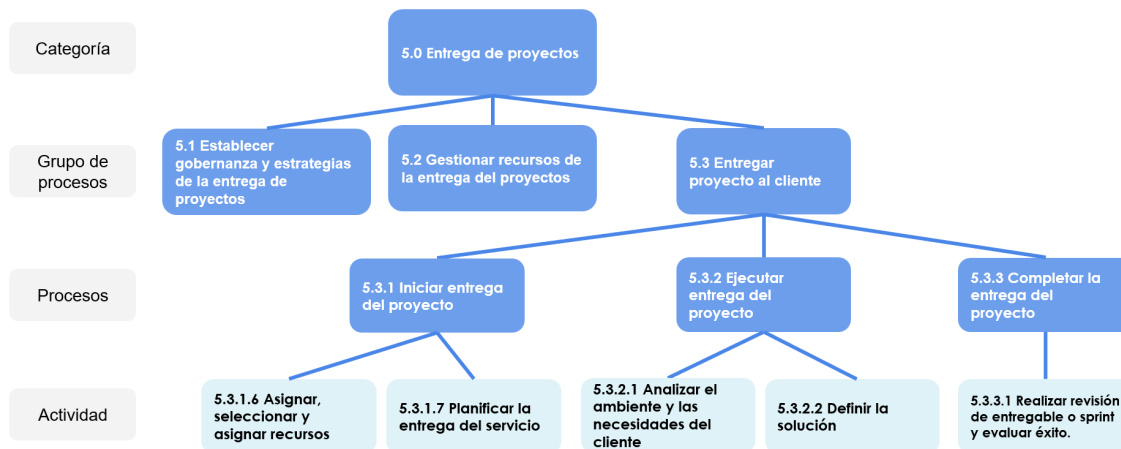 Categoría
5.0 Entrega de proyectos
Grupo de
procesos
5.1 Establecer
gobernanza y estrategias
de la entrega de
proyectos
5.2 Gestionar recursos de
la entrega del proyectos
5.3 Entregar
proyecto al cliente
Procesos
5.3.1 Iniciar entrega
del proyecto
5.3.2 Ejecutar
entrega del
proyecto
5.3.3 Completar la
entrega del
proyecto
Actividad
5.3.1.6 Asignar,
seleccionar y
asignar recursos
5.3.1.7 Planificar la
entrega del servicio
5.3.2.1 Analizar el
ambiente y las
necesidades del
cliente
5.3.2.2 Definir la
solución
5.3.3.1 Realizar revisión
de entregable o sprint
y evaluar éxito.